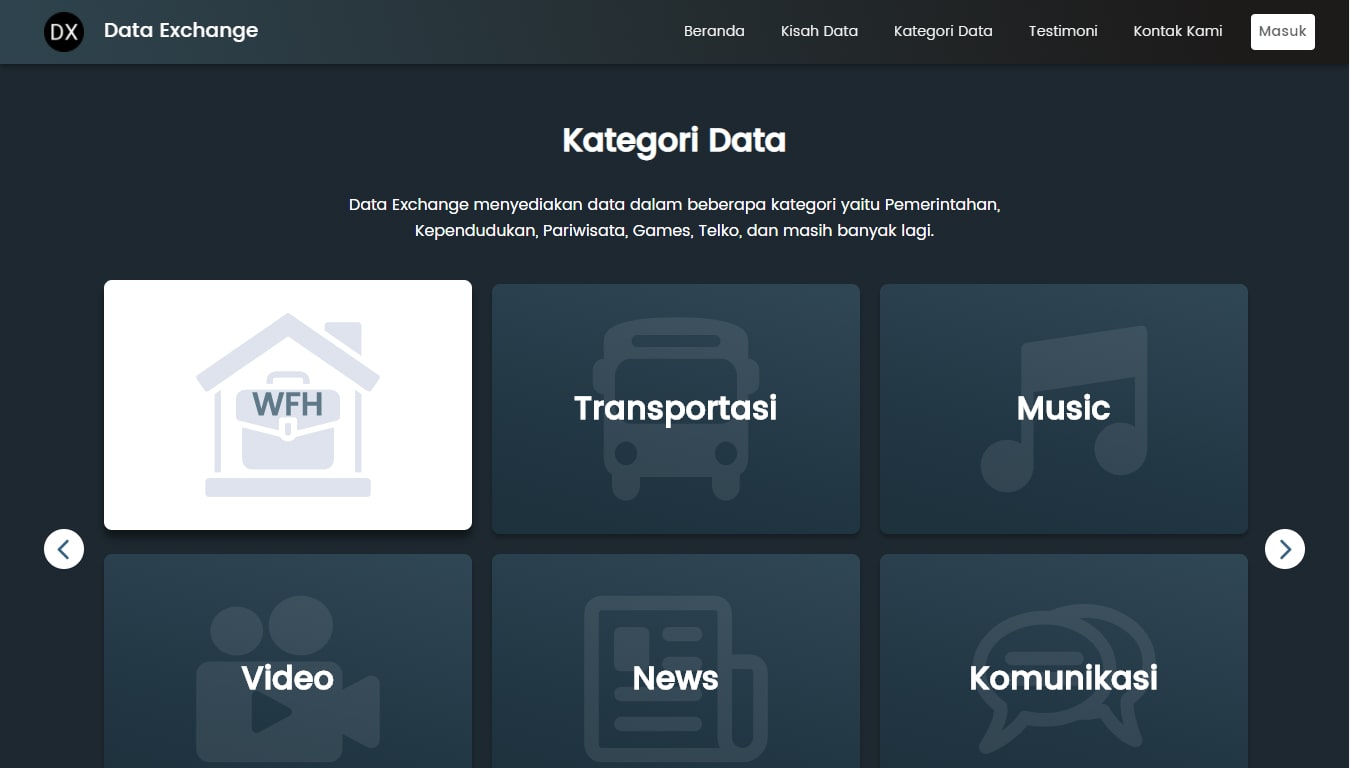 DX
Data Exchange
Beranda
Kisah Data
Kategori Data
Testimoni
Kontak Kami
Masuk
Kategori Data
Data Exchange menyediakan data dalam beberapa kategori yaitu Pemerintahan,
Kependudukan, Pariwisata, Games, Telko, dan masih banyak lagi.
WFH
Transportasi
Music
Video
News
Komunikasi